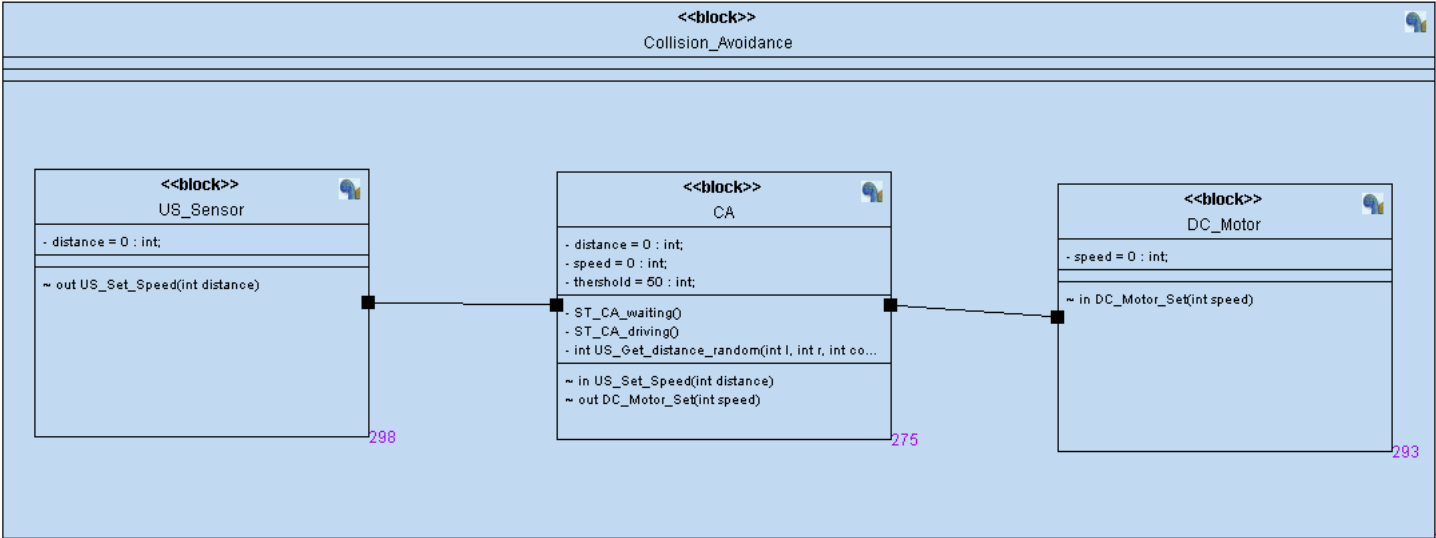 <<block>>
Collision_Avoidance
<<block>>
US_Sensor
- distance = 0 : int;
~ out US_Set_Speed(int distance)
298
<<block>>
CA
- distance = 0 : int;
- speed = 0 : int;
- thershold = 50 : int;
- ST_CA_waiting()
- ST_CA_driving()
- int US_Get_distance_random(int l, int r, int co...
~ in US_Set_Speed(int distance)
~ out DC_Motor_Set(int speed)
275
<<block>>
DC_Motor
- speed = 0 : int;
~ in DC_Motor_Set(int speed)
293